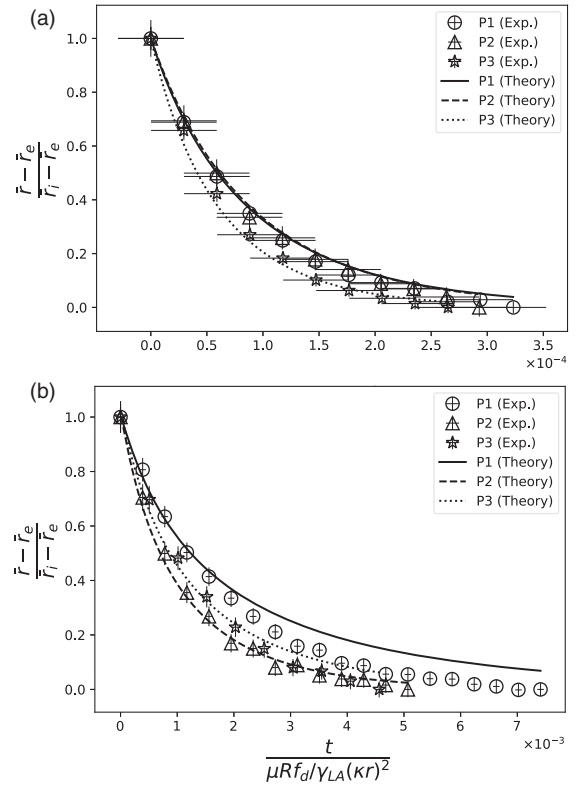 (a)
P1 (Exp.)
P2 (Exp.)
P3 (Exp.)
P1 (Theory)
P2 (Theory)
P3 (Theory)
1.0
0.8
0.6
0.4
0.2
0.0
r̄ − r̄ₑ
r̄ᵢ − r̄ₑ
0.0 0.5 1.0 1.5 2.0 2.5 3.0 3.5
×10⁻⁴
(b)
P1 (Exp.)
P2 (Exp.)
P3 (Exp.)
P1 (Theory)
P2 (Theory)
P3 (Theory)
1.0
0.8
0.6
0.4
0.2
0.0
r̄ − r̄ₑ
r̄ᵢ − r̄ₑ
0 1 2 3 4 5 6 7
×10⁻³
t
μRf_d/γ_LA(κr)²